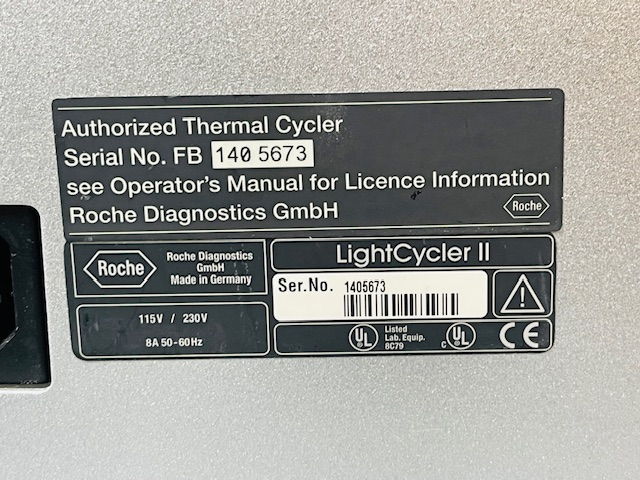 Authorized Thermal Cycler
Serial No. FB 140 5673
see Operator's Manual for Licence Information
Roche Diagnostics GmbH
Roche
Roche
Roche Diagnostics
GmbH
Made in Germany
115V / 230V
8A 50-60Hz
LightCycler II
Ser.No. 1405673
UL
Listed
Lab. Equip.
8C79
c UL
CE